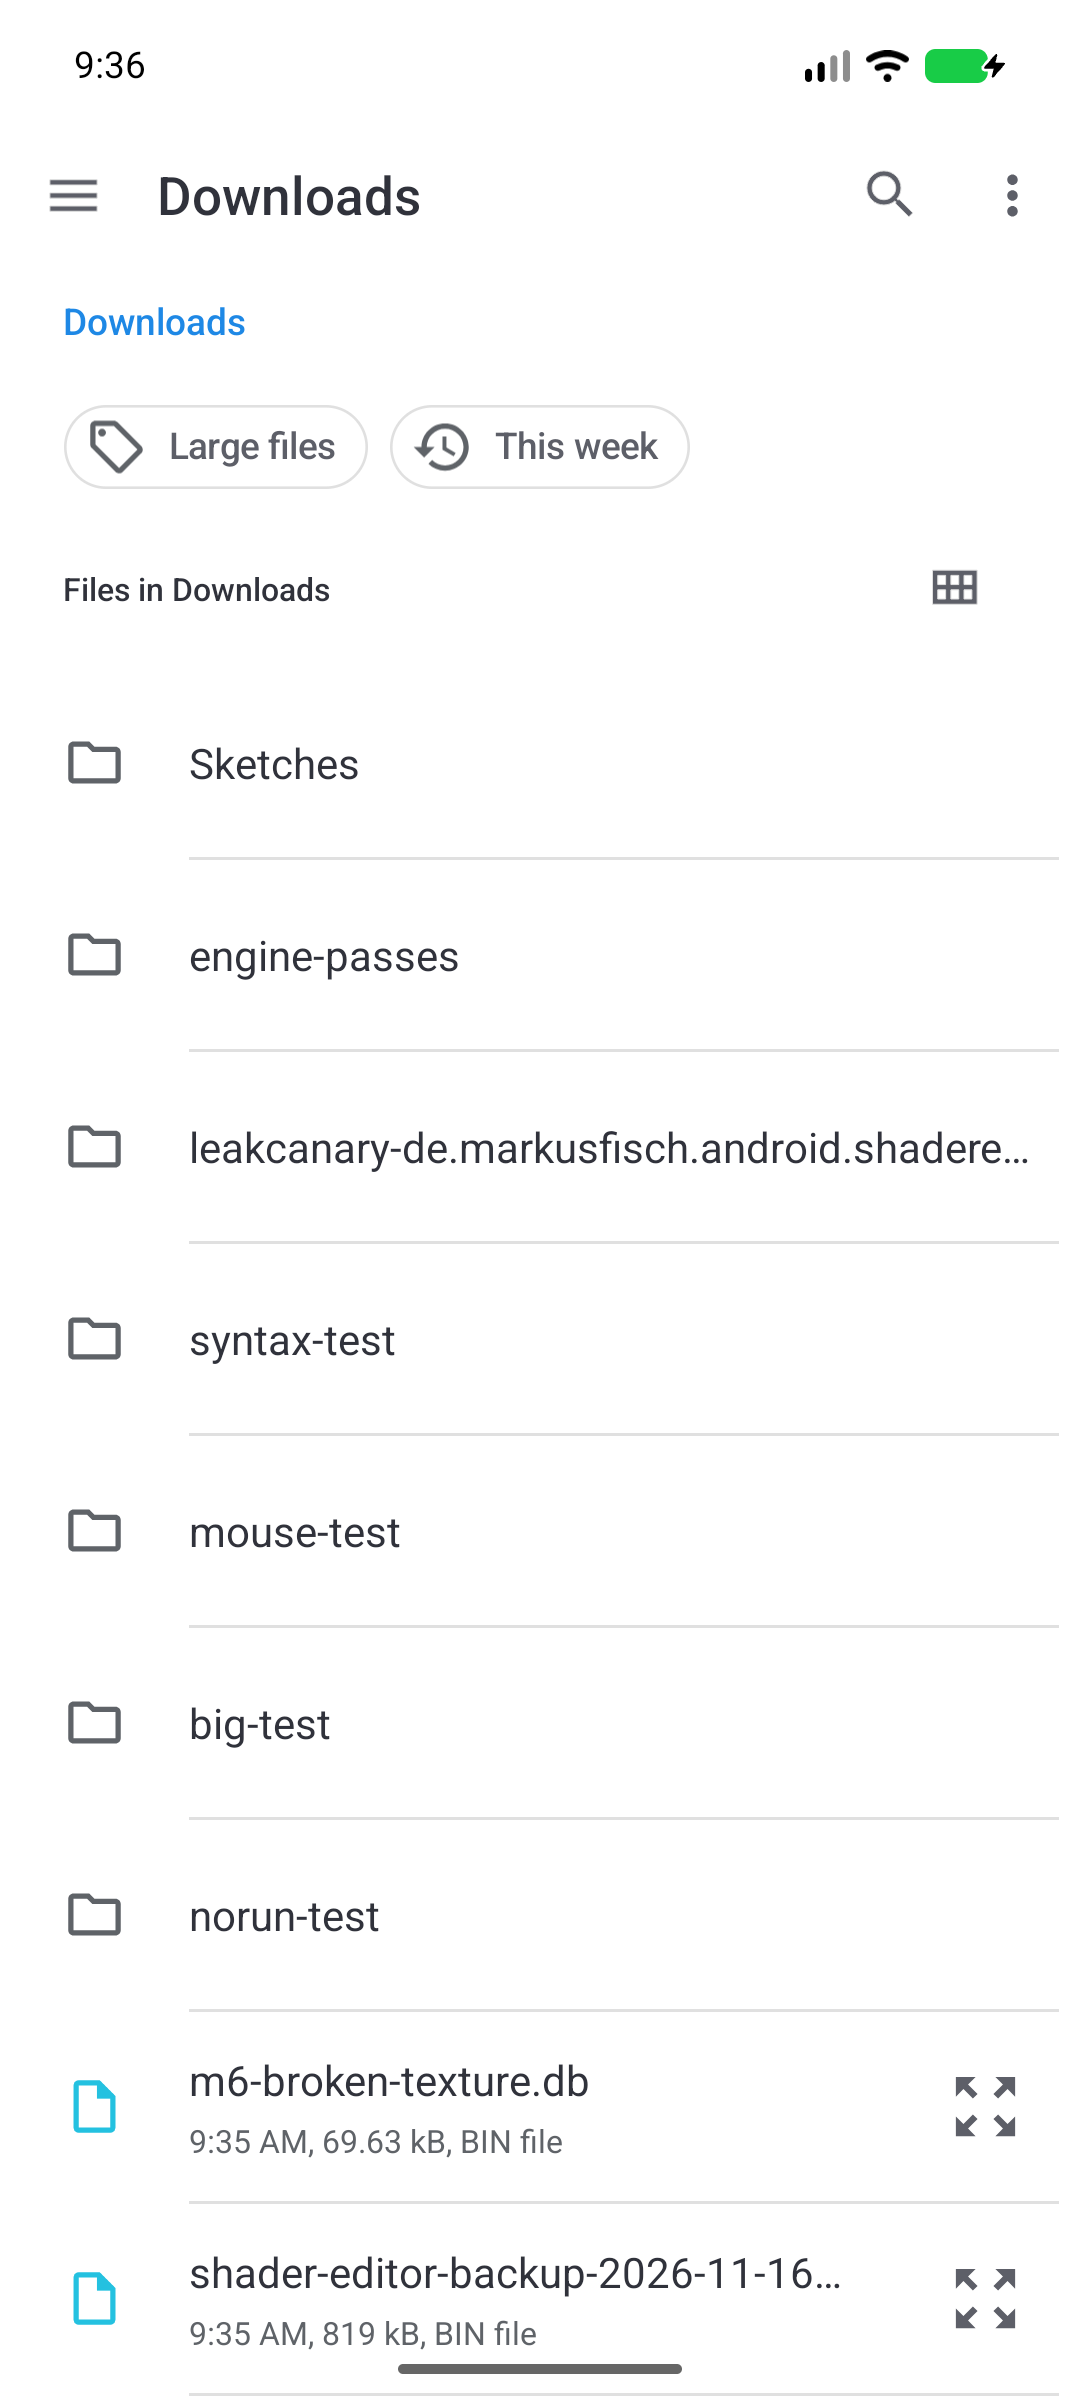 9:36
Downloads
Downloads
Large files
This week
Files in Downloads
Sketches
engine-passes
leakcanary-de.markusfisch.android.shadere…
syntax-test
mouse-test
big-test
norun-test
m6-broken-texture.db
9:35 AM, 69.63 kB, BIN file
shader-editor-backup-2026-11-16…
9:35 AM, 819 kB, BIN file